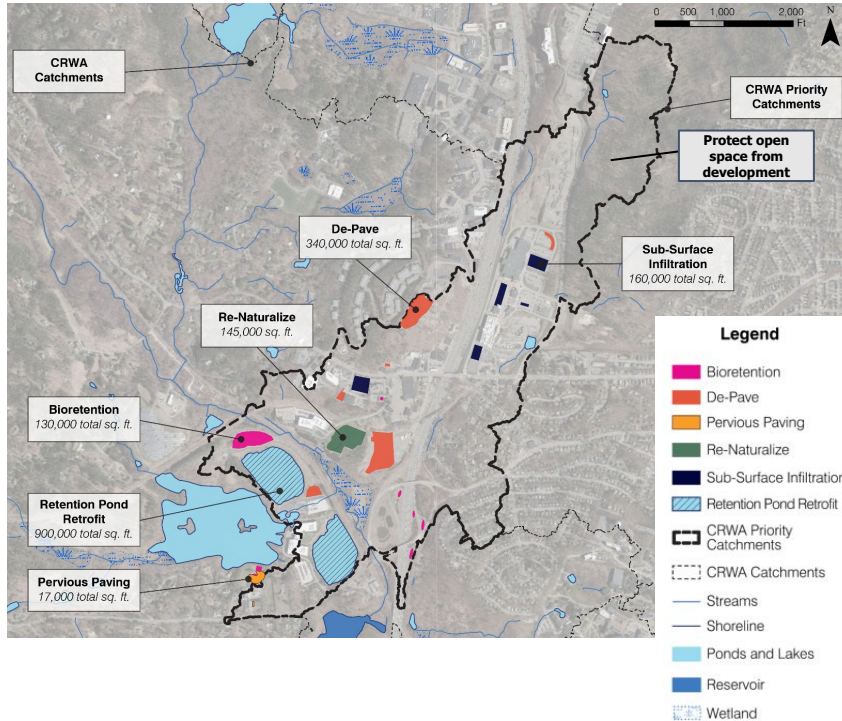 0 500 1,000 2,000
Ft
N
CRWA
Catchments
CRWA Priority
Catchments
Protect open
space from
development
De-Pave
340,000 total sq. ft.
Sub-Surface
Infiltration
160,000 total sq. ft.
Re-Naturalize
145,000 sq. ft.
Bioretention
130,000 total sq. ft.
Retention Pond
Retrofit
900,000 total sq. ft.
Pervious Paving
17,000 total sq. ft.
Legend
Bioretention
De-Pave
Pervious Paving
Re-Naturalize
Sub-Surface Infiltration
Retention Pond Retrofit
CRWA Priority
Catchments
CRWA Catchments
Streams
Shoreline
Ponds and Lakes
Reservoir
Wetland